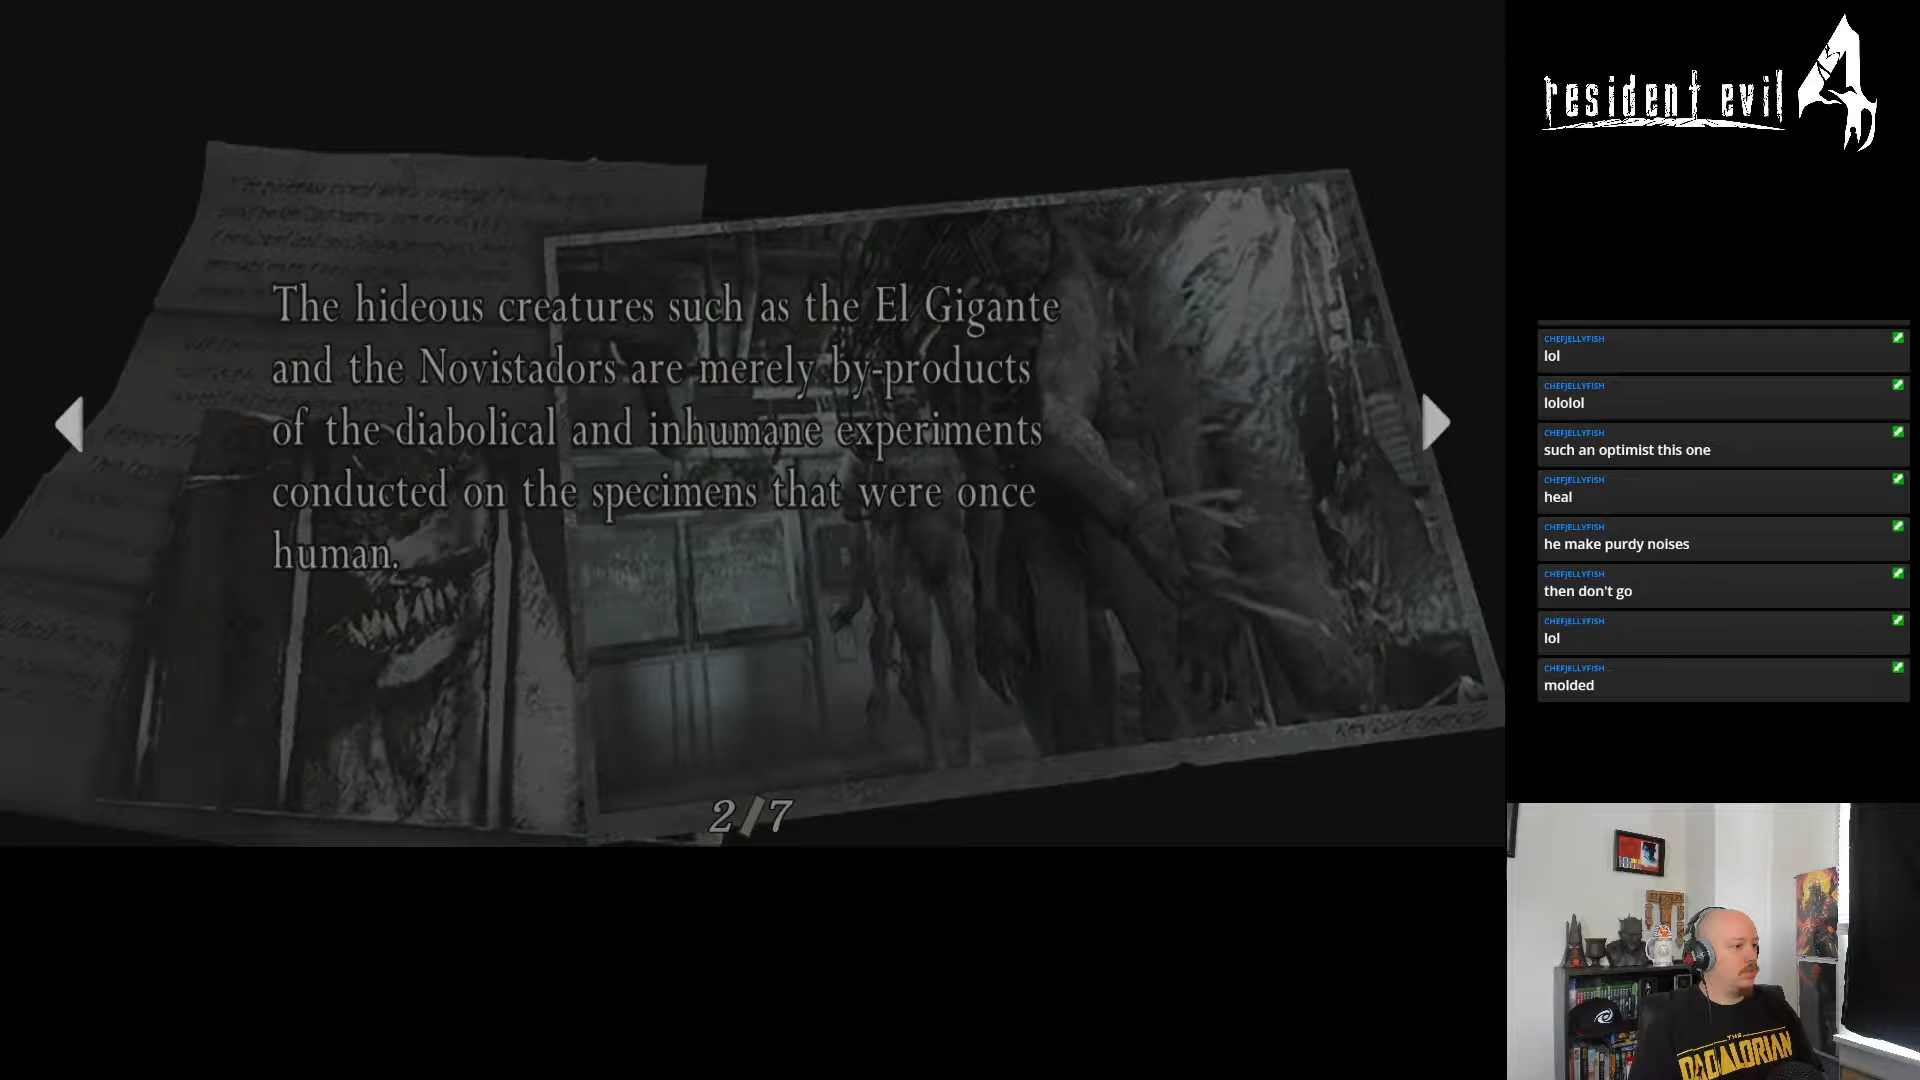 The hideous creatures such as the El Gigante
and the Novistadors are merely by-products
of the diabolical and inhumane experiments
conducted on the specimens that were once
human.
2/7
resident evil 4
CHEFJELLYFISH
lol
CHEFJELLYFISH
lololol
CHEFJELLYFISH
such an optimist this one
CHEFJELLYFISH
heal
CHEFJELLYFISH
he make purdy noises
CHEFJELLYFISH
then don't go
CHEFJELLYFISH
lol
CHEFJELLYFISH
molded
THE
DADALORIAN